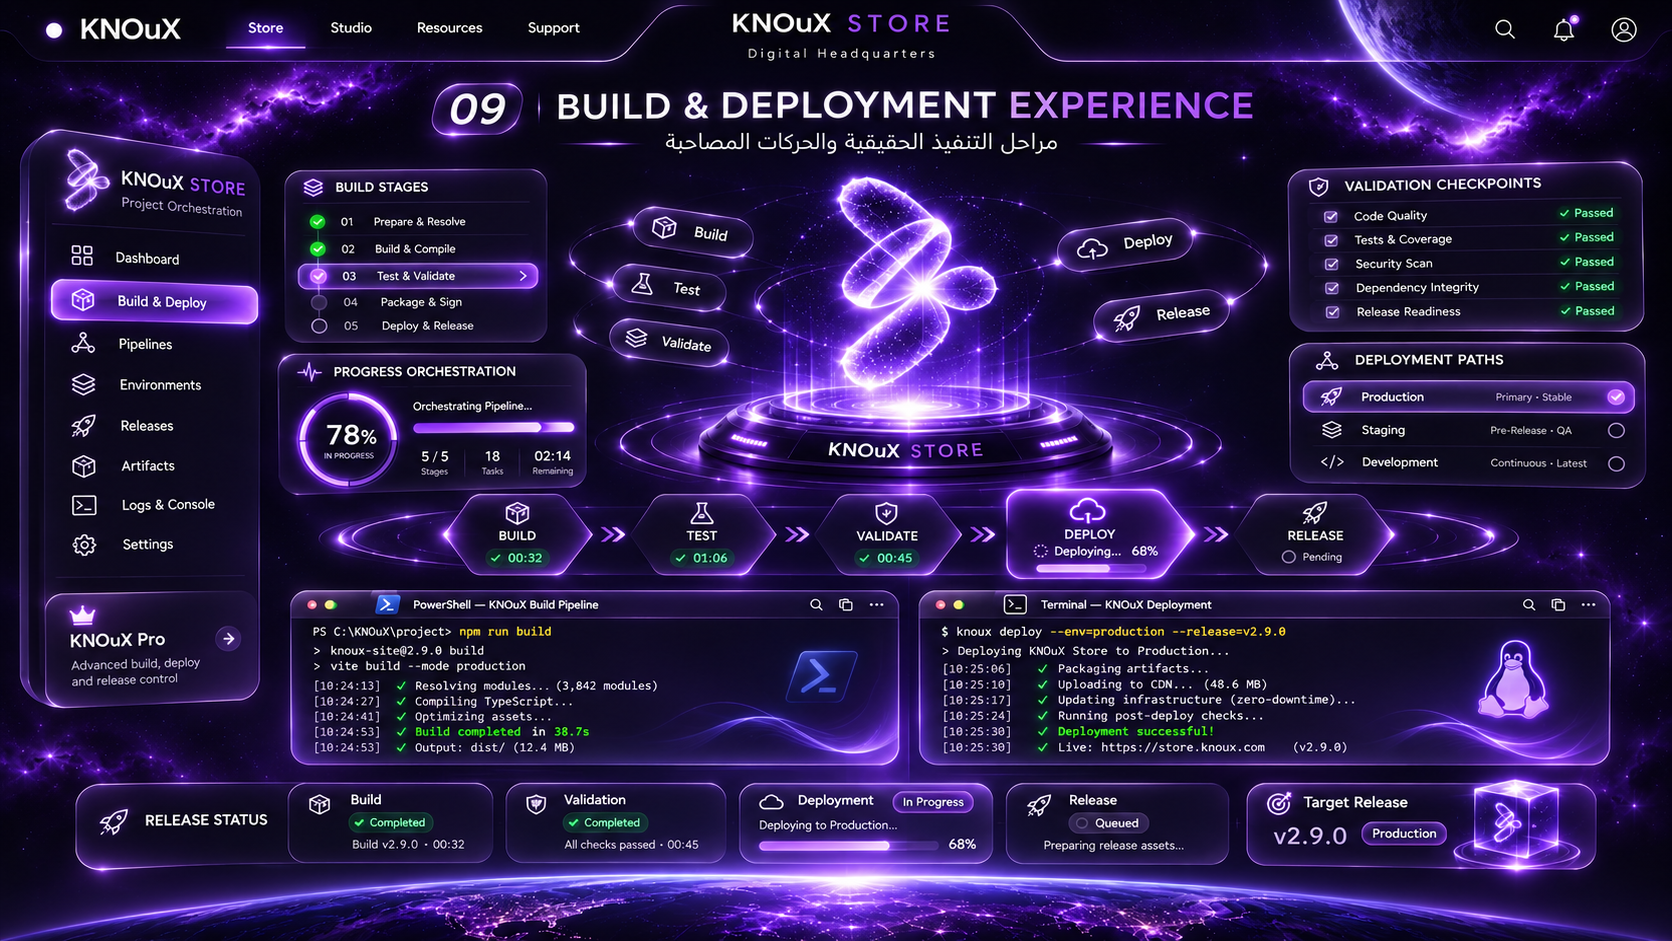 KNOuX
Store
Studio
Resources
Support
KNOuX STORE
Digital Headquarters
09
BUILD & DEPLOYMENT EXPERIENCE
مراحل التنفيذ الحقيقية والحركات المصاحبة
KNOuX STORE
Project Orchestration
Dashboard
Build & Deploy
Pipelines
Environments
Releases
Artifacts
Logs & Console
Settings
KNOuX Pro
Advanced build, deploy
and release control
BUILD STAGES
01 Prepare & Resolve
02 Build & Compile
03 Test & Validate
04 Package & Sign
05 Deploy & Release
PROGRESS ORCHESTRATION
78%
IN PROGRESS
Orchestrating Pipeline...
5 / 5 18 02:14
Stages Tasks Remaining
Build
Test
Validate
Deploy
Release
KNOuX STORE
VALIDATION CHECKPOINTS
Code Quality ✓ Passed
Tests & Coverage ✓ Passed
Security Scan ✓ Passed
Dependency Integrity ✓ Passed
Release Readiness ✓ Passed
DEPLOYMENT PATHS
Production Primary • Stable
Staging Pre-Release • QA
</> Development Continuous • Latest
BUILD
✓ 00:32
TEST
✓ 01:06
VALIDATE
✓ 00:45
DEPLOY
Deploying... 68%
RELEASE
Pending
PowerShell — KNOuX Build Pipeline
PS C:\KNOuX\project> npm run build
> knoux-site@2.9.0 build
> vite build --mode production
[10:24:13] ✓ Resolving modules... (3,842 modules)
[10:24:27] ✓ Compiling TypeScript...
[10:24:41] ✓ Optimizing assets...
[10:24:53] ✓ Build completed in 38.7s
[10:24:53] ✓ Output: dist/ (12.4 MB)
Terminal — KNOuX Deployment
$ knoux deploy --env=production --release=v2.9.0
> Deploying KNOuX Store to Production...
[10:25:06] ✓ Packaging artifacts...
[10:25:10] ✓ Uploading to CDN... (48.6 MB)
[10:25:17] ✓ Updating infrastructure (zero-downtime)...
[10:25:24] ✓ Running post-deploy checks...
[10:25:30] ✓ Deployment successful!
[10:25:30] ✓ Live: https://store.knoux.com (v2.9.0)
RELEASE STATUS
Build
✓ Completed
Build v2.9.0 • 00:32
Validation
✓ Completed
All checks passed • 00:45
Deployment In Progress
Deploying to Production...
68%
Release
Queued
Preparing release assets...
Target Release
v2.9.0 Production